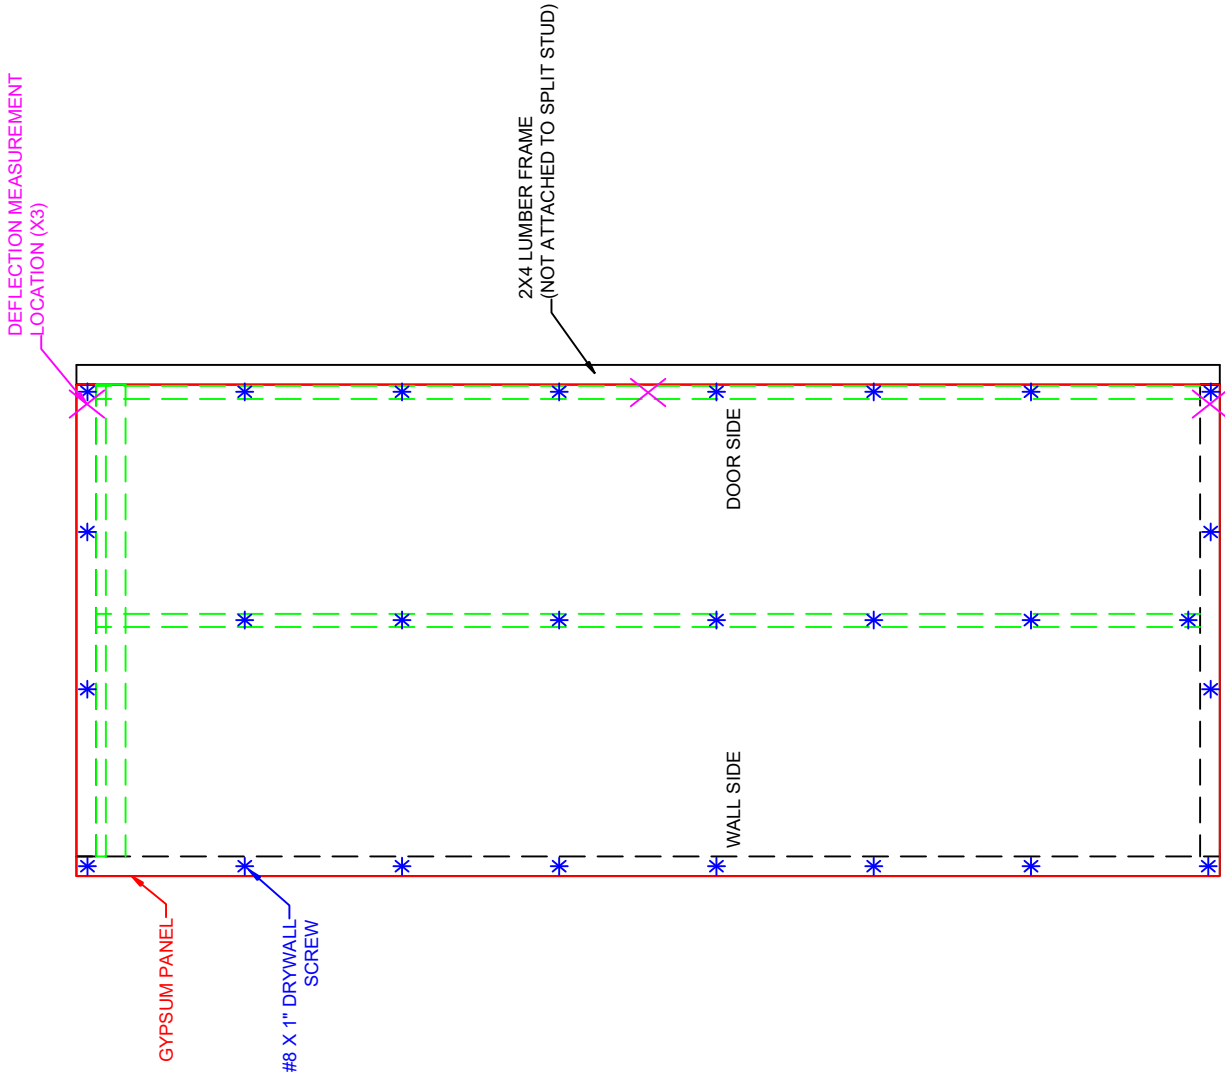 DEFLECTION MEASUREMENT
LOCATION (X3)
2X4 LUMBER FRAME
(NOT ATTACHED TO SPLIT STUD)
DOOR SIDE
WALL SIDE
GYPSUM PANEL
#8 X 1" DRYWALL
SCREW